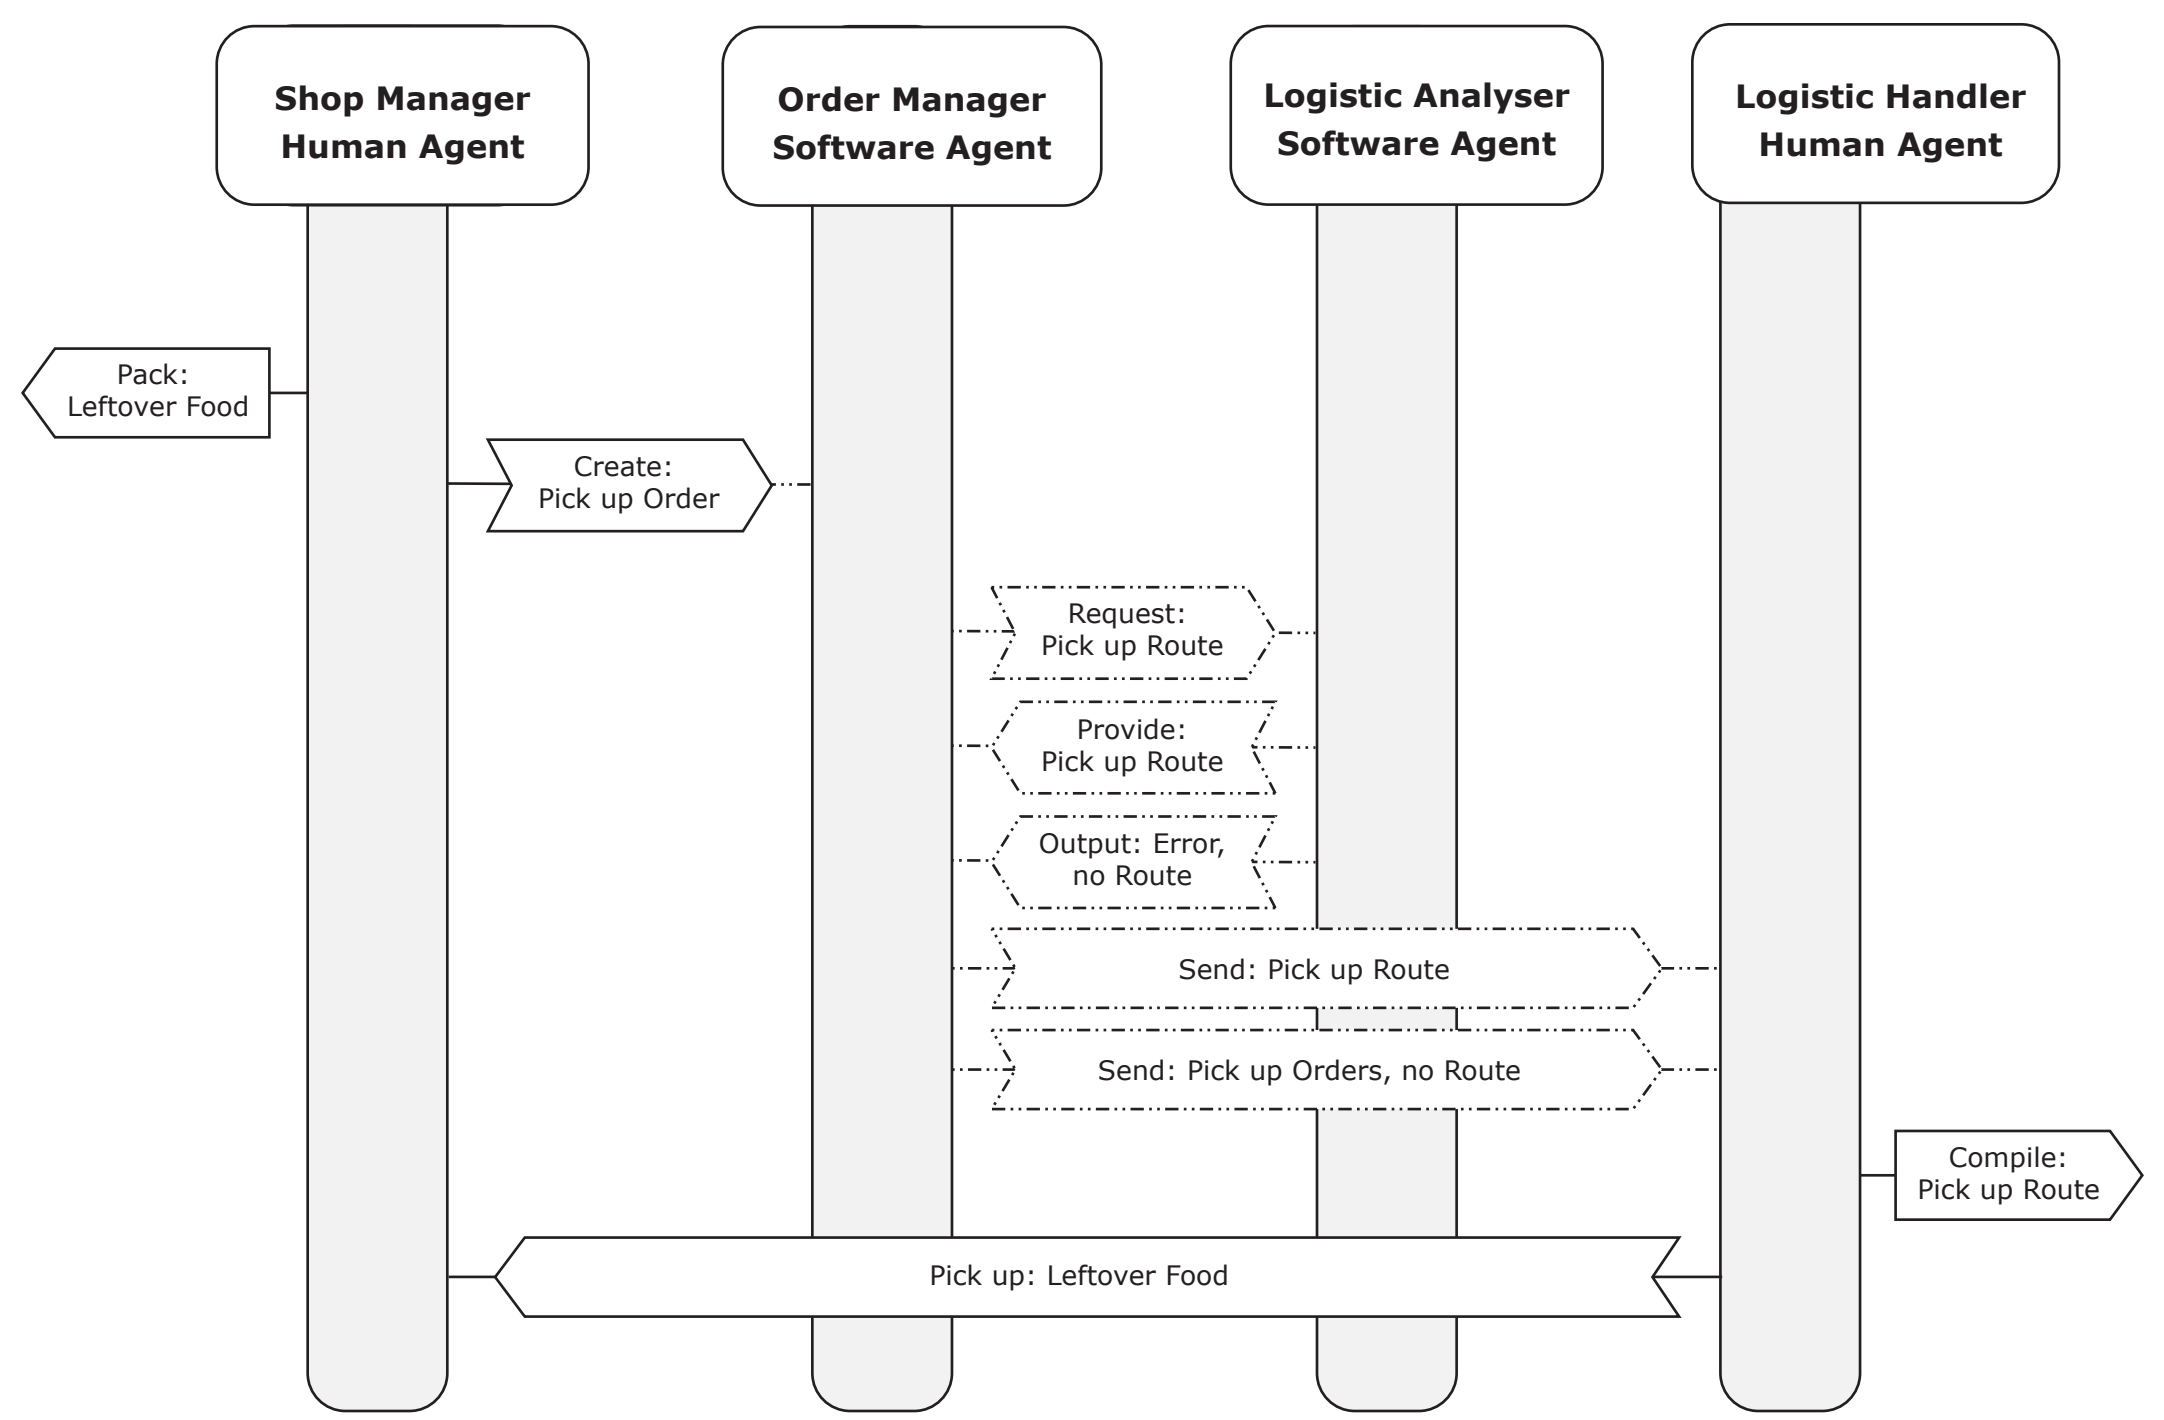 Shop Manager
Human Agent
Order Manager
Software Agent
Logistic Analyser
Software Agent
Logistic Handler
Human Agent
Pack:
Leftover Food
Create:
Pick up Order
Request:
Pick up Route
Provide:
Pick up Route
Output: Error,
no Route
Send: Pick up Route
Send: Pick up Orders, no Route
Compile:
Pick up Route
Pick up: Leftover Food